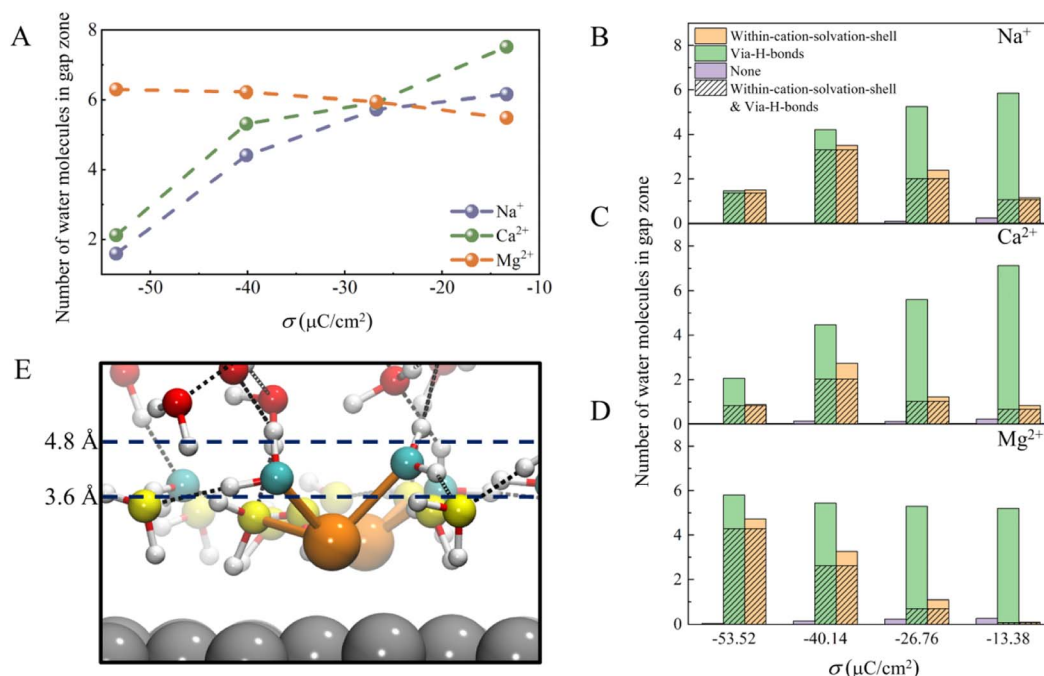 A
Number of water molecules in gap zone
8
6
4
2
-50
-40
-30
-20
-10
σ (μC/cm²)
Na⁺
Ca²⁺
Mg²⁺
E
4.8 Å
3.6 Å
B
Within-cation-solvation-shell
Via-H-bonds
None
Within-cation-solvation-shell
& Via-H-bonds
Na⁺
8
6
4
2
0
C
Ca²⁺
8
6
4
2
0
D
Mg²⁺
8
6
4
2
0
Number of water molecules in gap zone
-53.52
-40.14
-26.76
-13.38
σ (μC/cm²)